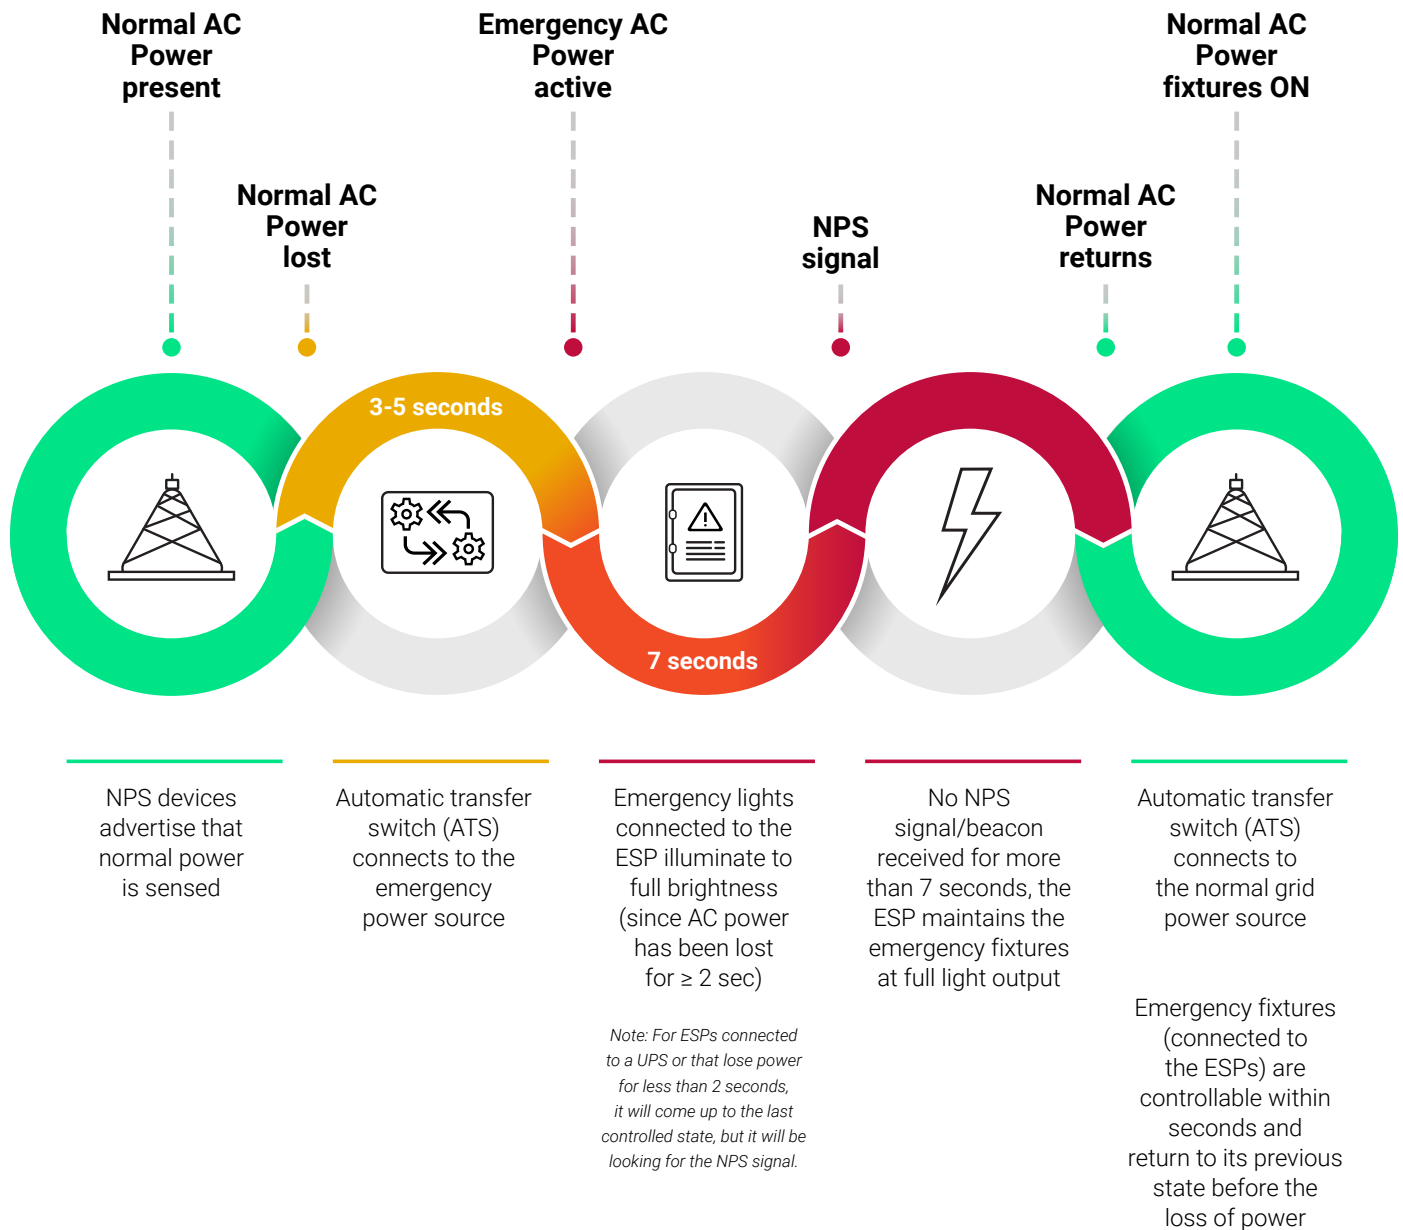 Normal AC
Power
present
Normal AC
Power
lost
Emergency AC
Power
active
NPS
signal
Normal AC
Power
returns
Normal AC
Power
fixtures ON
3-5 seconds
7 seconds
NPS devices
advertise that
normal power
is sensed
Automatic transfer
switch (ATS)
connects to the
emergency
power source
Emergency lights
connected to the
ESP illuminate to
full brightness
(since AC power
has been lost
for ≥ 2 sec)
Note: For ESPs connected
to a UPS or that lose power
for less than 2 seconds,
it will come up to the last
controlled state, but it will be
looking for the NPS signal.
No NPS
signal/beacon
received for more
than 7 seconds, the
ESP maintains the
emergency fixtures
at full light output
Automatic transfer
switch (ATS)
connects to
the normal grid
power source
Emergency fixtures
(connected to
the ESPs) are
controllable within
seconds and
return to its previous
state before the
loss of power